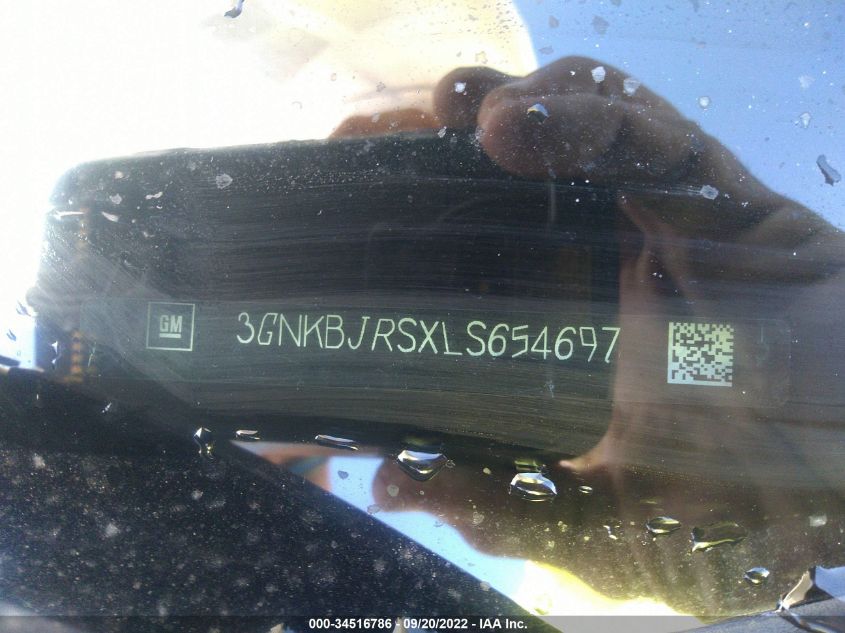 GM 3GNKBJRSXLS654697
000-34516786 - 09/20/2022 - IAA Inc.